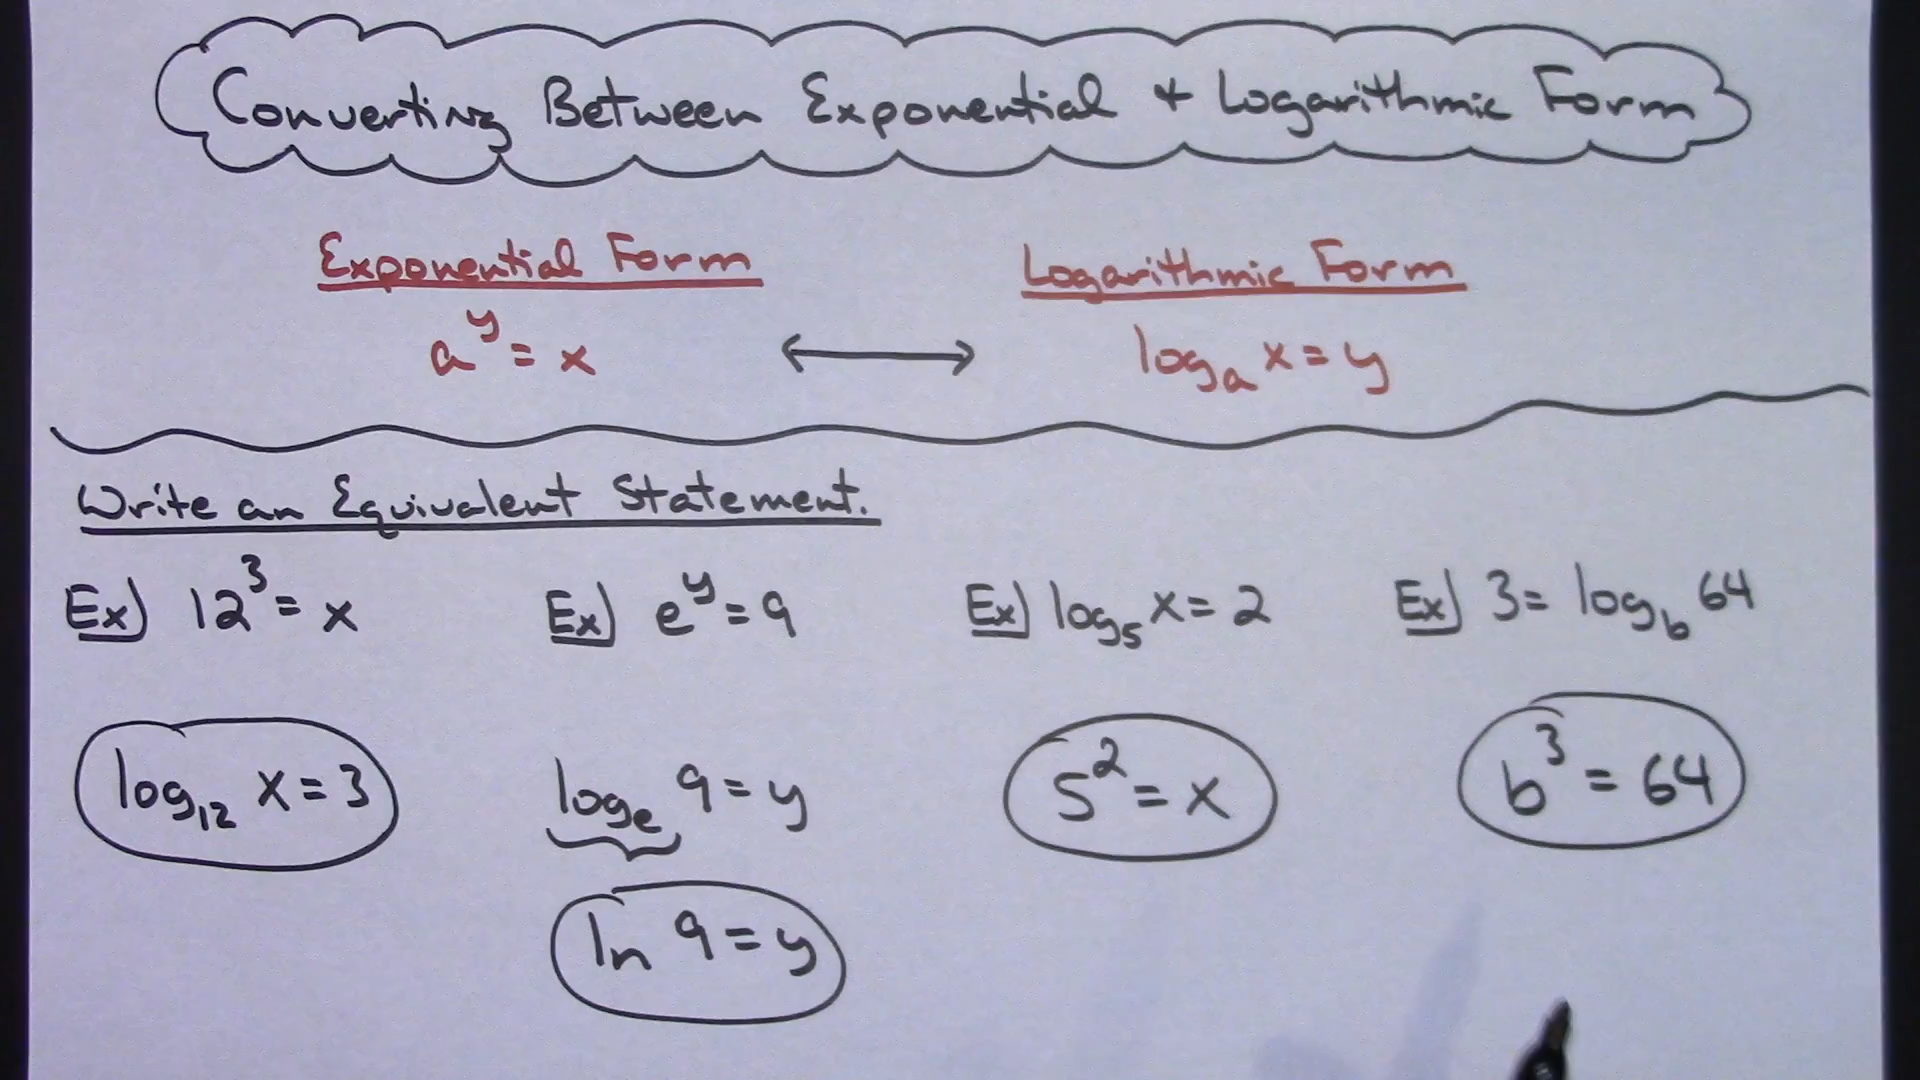 Converting Between Exponential + Logarithmic Form
Exponential Form
Logarithmic Form
a^y = x
log_a x = y
Write an Equivalent Statement.
Ex) 12^3 = x
Ex) e^y = 9
Ex) log_5 x = 2
Ex) 3 = log_b 64
log_12 x = 3
log_e 9 = y
5^2 = x
b^3 = 64
ln 9 = y